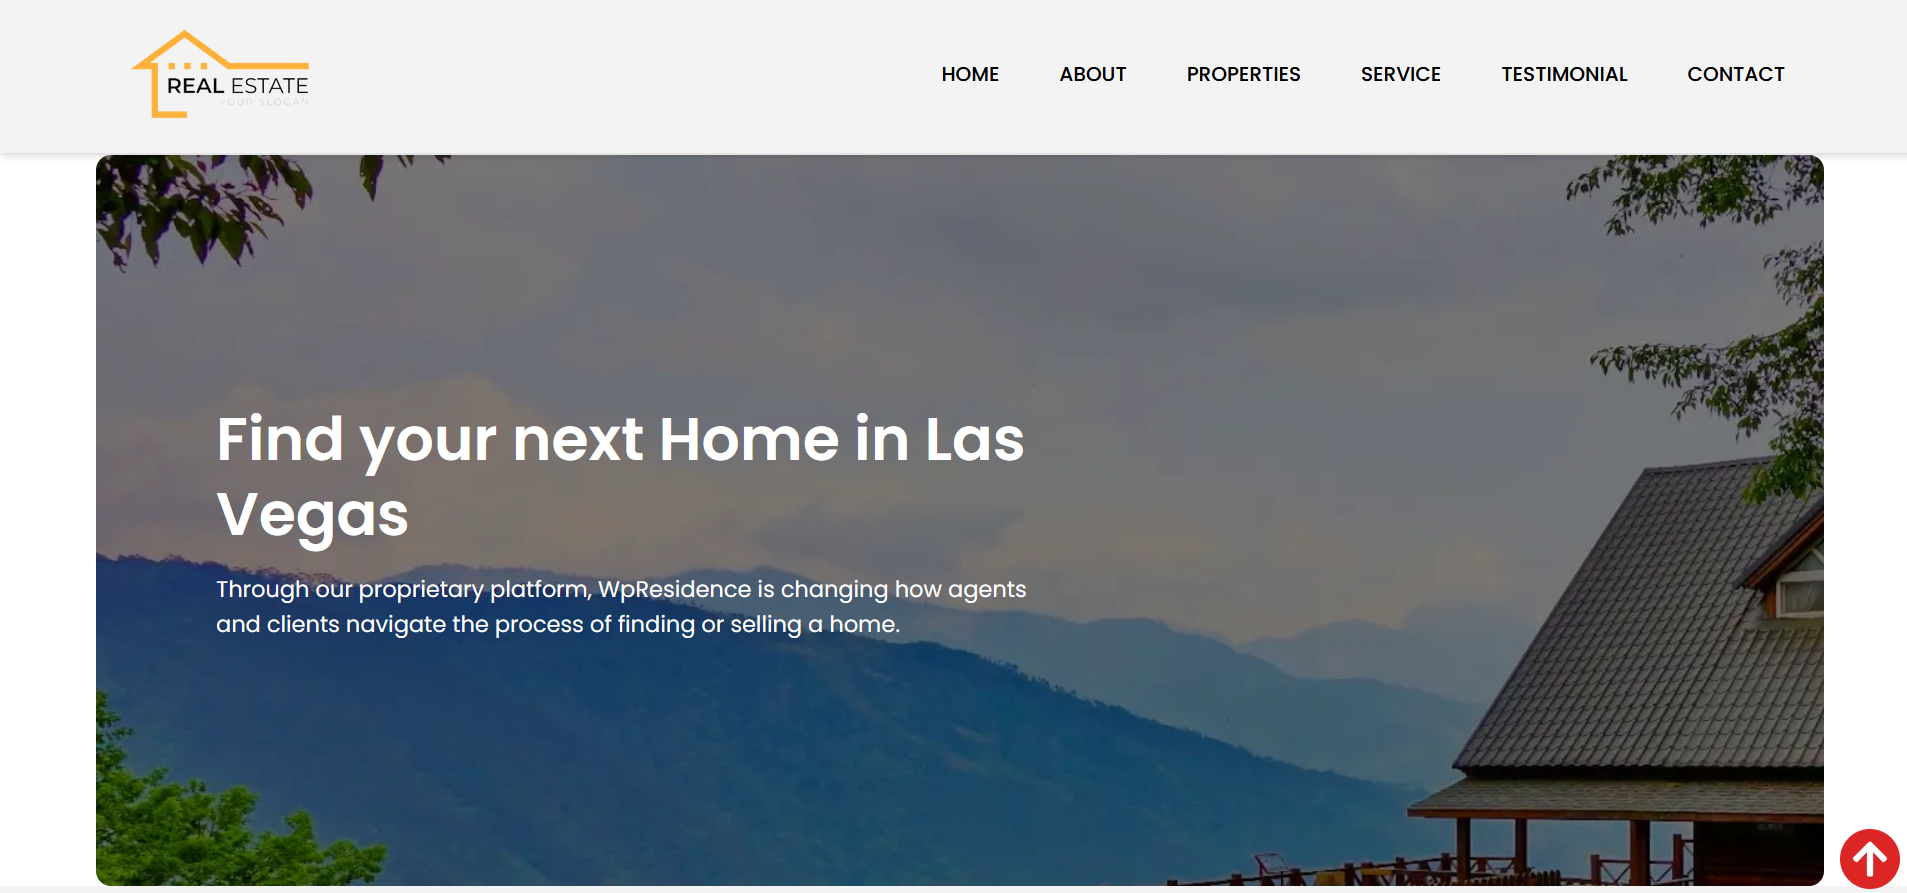 REAL ESTATE
YOUR SLOGAN
HOME ABOUT PROPERTIES SERVICE TESTIMONIAL CONTACT
Find your next Home in Las
Vegas
Through our proprietary platform, WpResidence is changing how agents
and clients navigate the process of finding or selling a home.